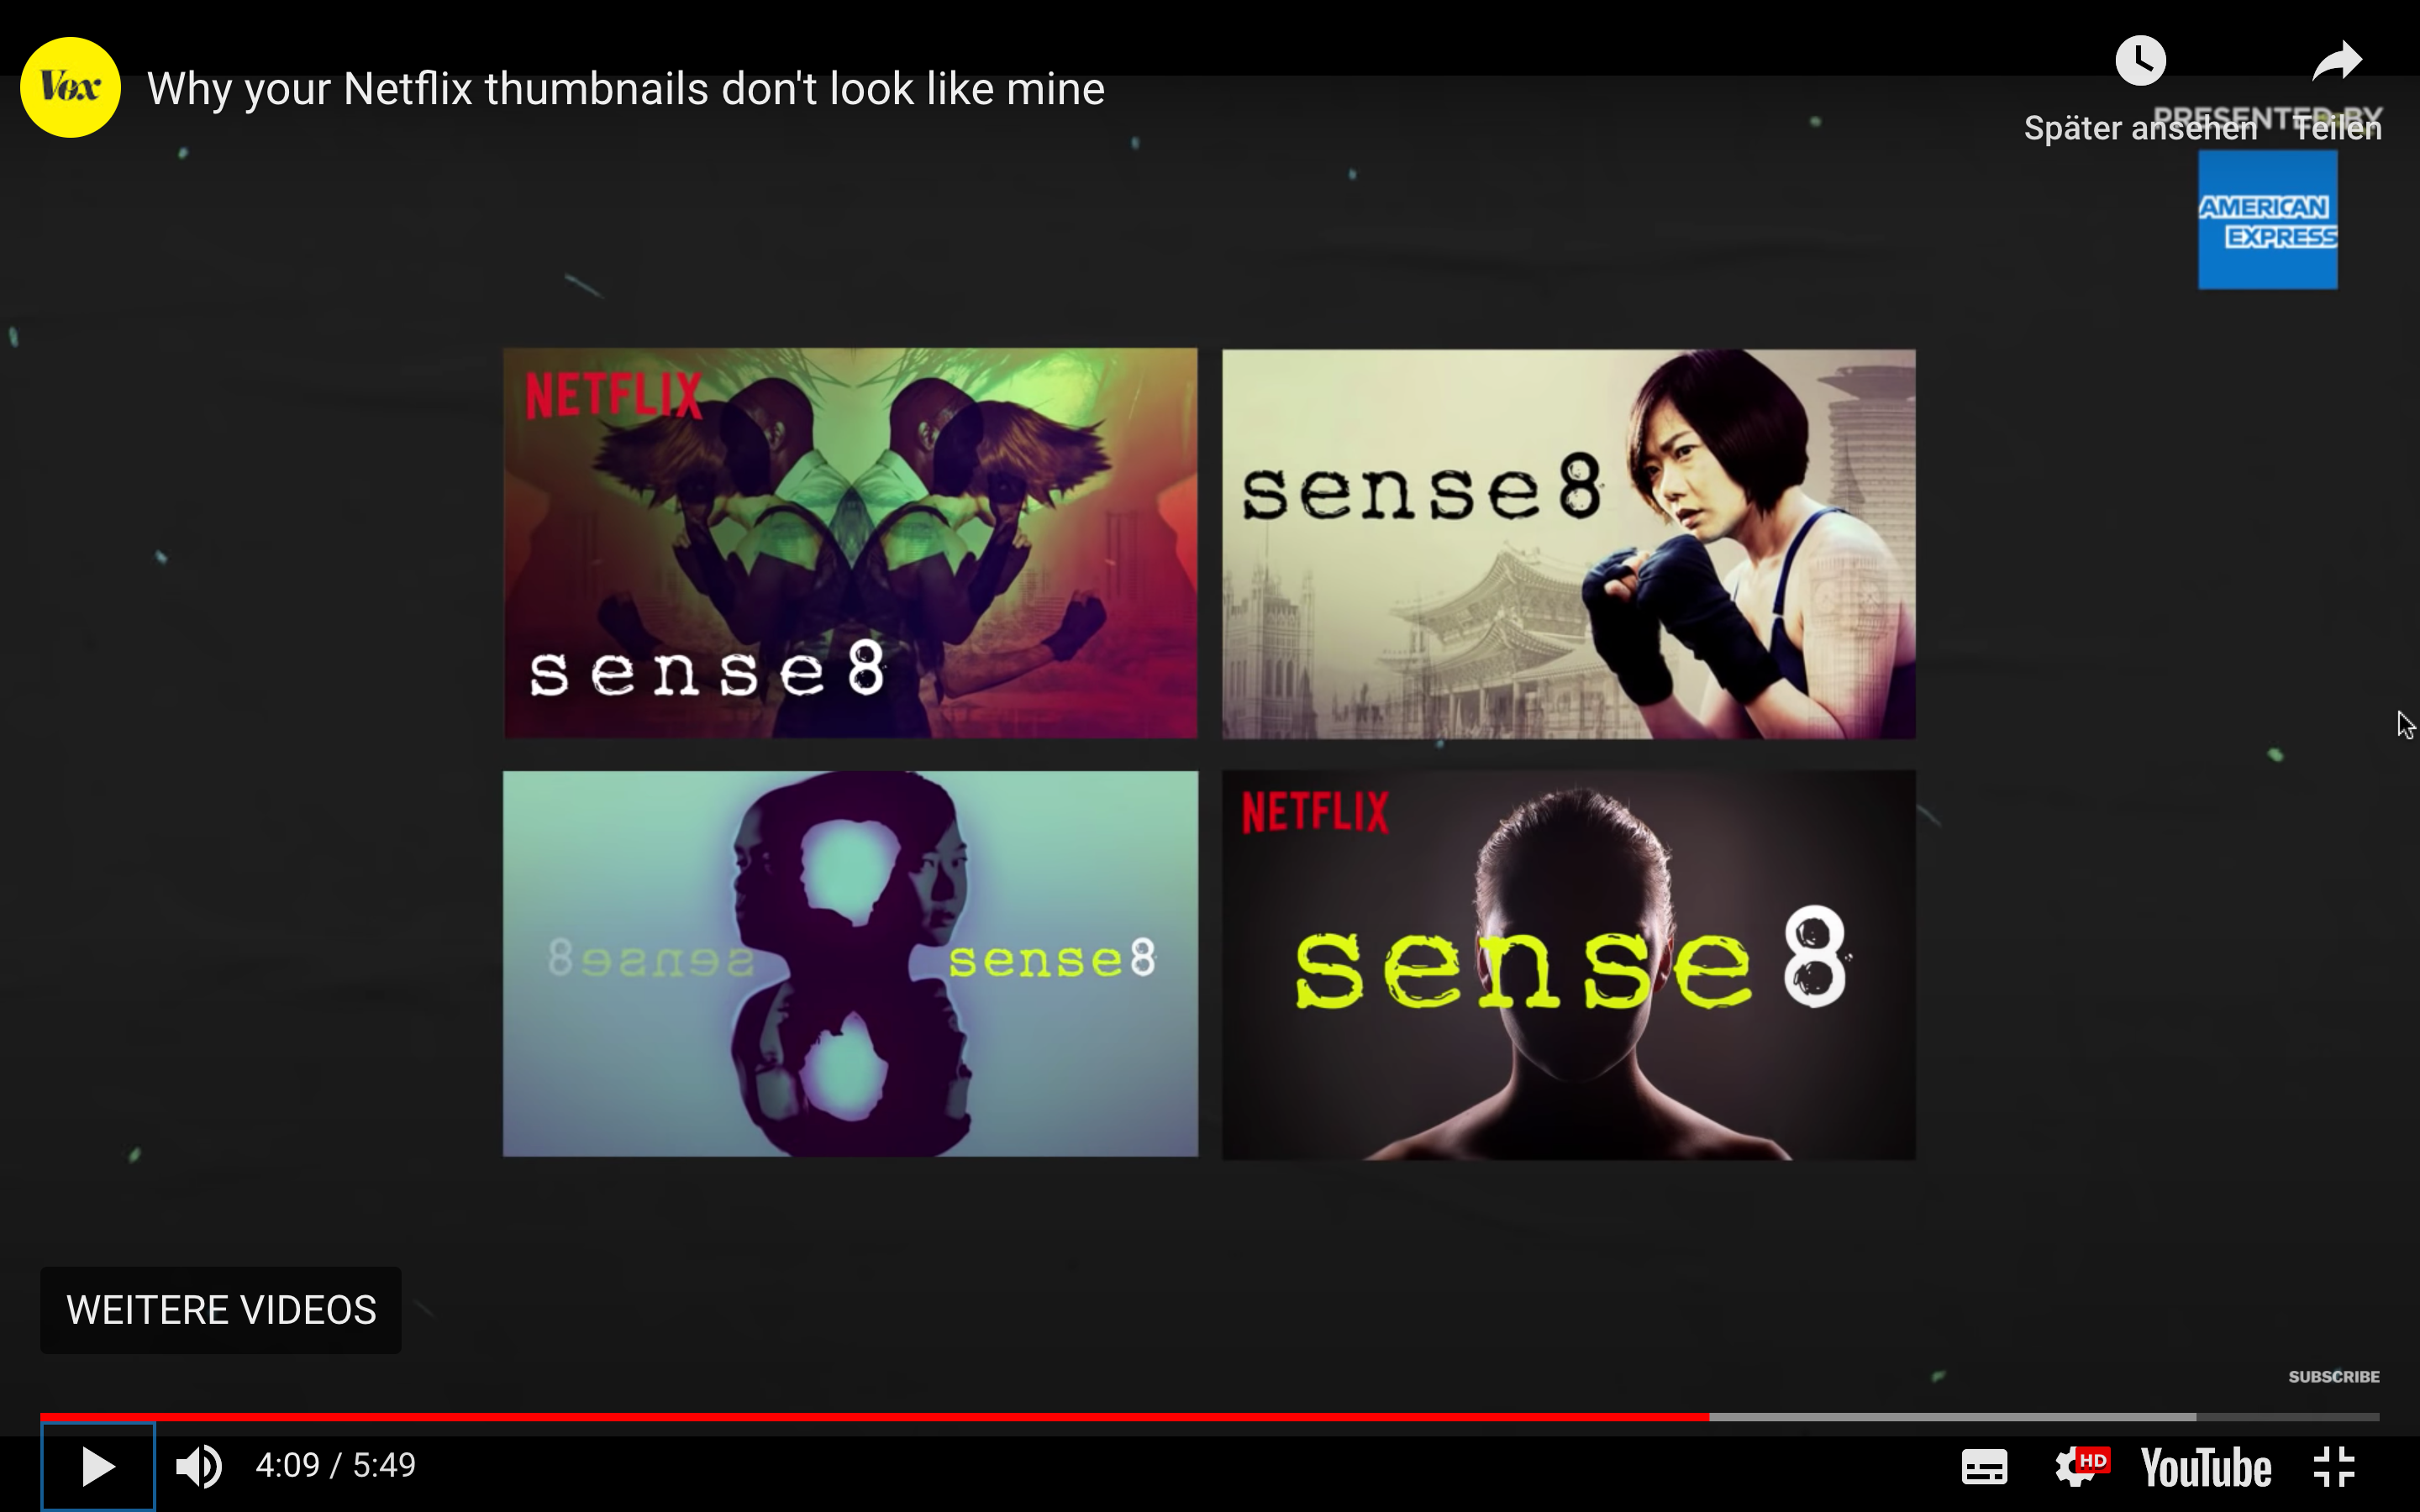 Vox
Why your Netflix thumbnails don't look like mine
Später ansehen
Teilen
PRESENTED BY
AMERICAN
EXPRESS
NETFLIX
sense8
sense8
sense8
sense8
NETFLIX
sense8
WEITERE VIDEOS
SUBSCRIBE
4:09 / 5:49
HD
YouTube